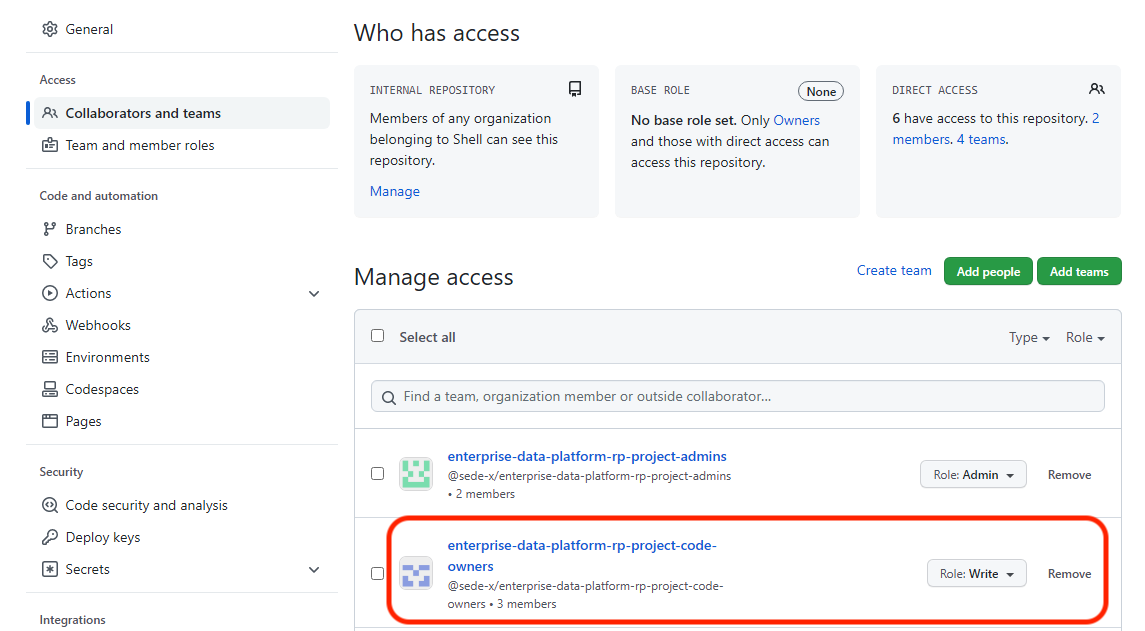 General
Access
Collaborators and teams
Team and member roles
Code and automation
Branches
Tags
Actions
Webhooks
Environments
Codespaces
Pages
Security
Code security and analysis
Deploy keys
Secrets
Integrations
Who has access
INTERNAL REPOSITORY
Members of any organization
belonging to Shell can see this
repository.
Manage
BASE ROLE
None
No base role set. Only Owners
and those with direct access can
access this repository.
DIRECT ACCESS
6 have access to this repository. 2
members. 4 teams.
Manage access
Create team
Add people
Add teams
Select all
Type
Role
Find a team, organization member or outside collaborator...
enterprise-data-platform-rp-project-admins
@sede-x/enterprise-data-platform-rp-project-admins
• 2 members
Role: Admin
Remove
enterprise-data-platform-rp-project-code-
owners
@sede-x/enterprise-data-platform-rp-project-code-
owners • 3 members
Role: Write
Remove